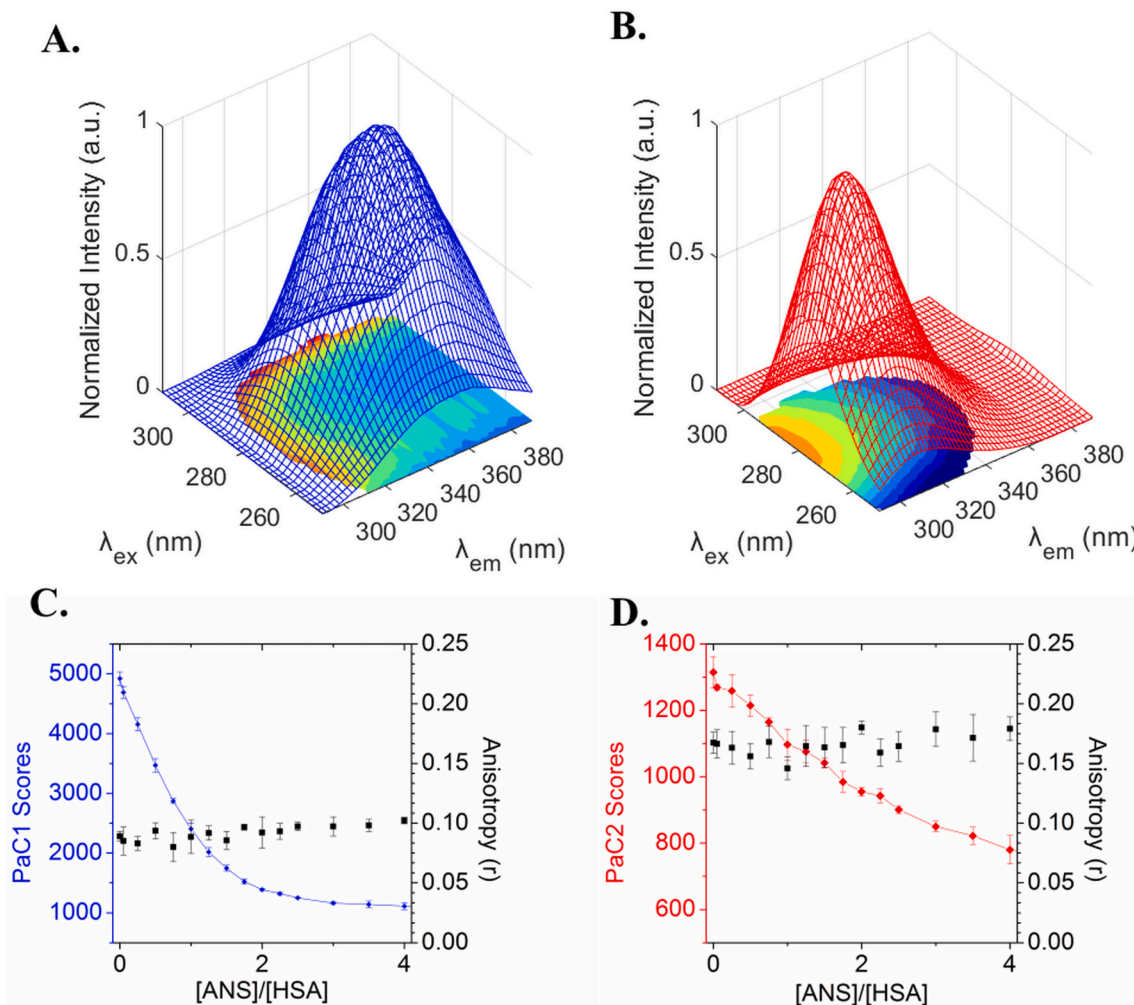 A.
Normalized Intensity (a.u.)
1
0.5
0
300
280
260
λex (nm)
300
320
340
360
380
λem (nm)
B.
Normalized Intensity (a.u.)
1
0.5
0
300
280
260
λex (nm)
300
320
340
360
380
λem (nm)
C.
PaC1 Scores
5000
4000
3000
2000
1000
0.25
0.20
0.15
0.10
0.05
0.00
Anisotropy (r)
0 2 4
[ANS]/[HSA]
D.
PaC2 Scores
1400
1200
1000
800
600
0.25
0.20
0.15
0.10
0.05
0.00
Anisotropy (r)
0 2 4
[ANS]/[HSA]